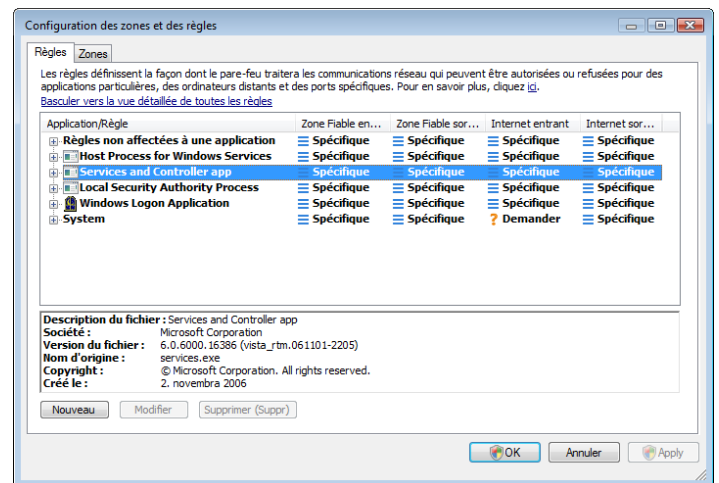 Configuration des zones et des règles
Règles Zones
Les règles définissent la façon dont le pare-feu traitera les communications réseau qui peuvent être autorisées ou refusées pour des
applications particulières, des ordinateurs distants et des ports spécifiques. Pour en savoir plus, cliquez ici.
Basculer vers la vue détaillée de toutes les règles
Application/Règle Zone Fiable en... Zone Fiable sor... Internet entrant Internet sor...
Règles non affectées à une application Spécifique Spécifique Spécifique Spécifique
Host Process for Windows Services Spécifique Spécifique Spécifique Spécifique
Services and Controller app Spécifique Spécifique Spécifique Spécifique
Local Security Authority Process Spécifique Spécifique Spécifique Spécifique
Windows Logon Application Spécifique Spécifique Spécifique Spécifique
System Spécifique Spécifique ? Demander Spécifique
Description du fichier : Services and Controller app
Société : Microsoft Corporation
Version du fichier : 6.0.6000.16386 (vista_rtm.061101-2205)
Nom d'origine : services.exe
Copyright : © Microsoft Corporation. All rights reserved.
Créé le : 2. novembra 2006
Nouveau Modifier Supprimer (Suppr)
OK Annuler Apply